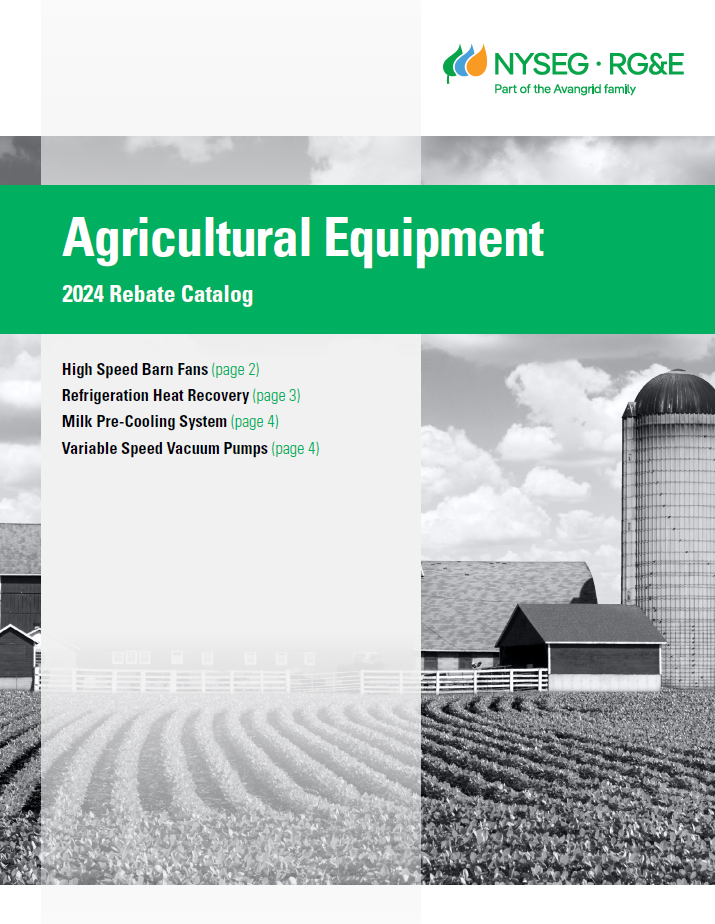 NYSEG · RG&E
Part of the Avangrid family
Agricultural Equipment
2024 Rebate Catalog
High Speed Barn Fans (page 2)
Refrigeration Heat Recovery (page 3)
Milk Pre-Cooling System (page 4)
Variable Speed Vacuum Pumps (page 4)